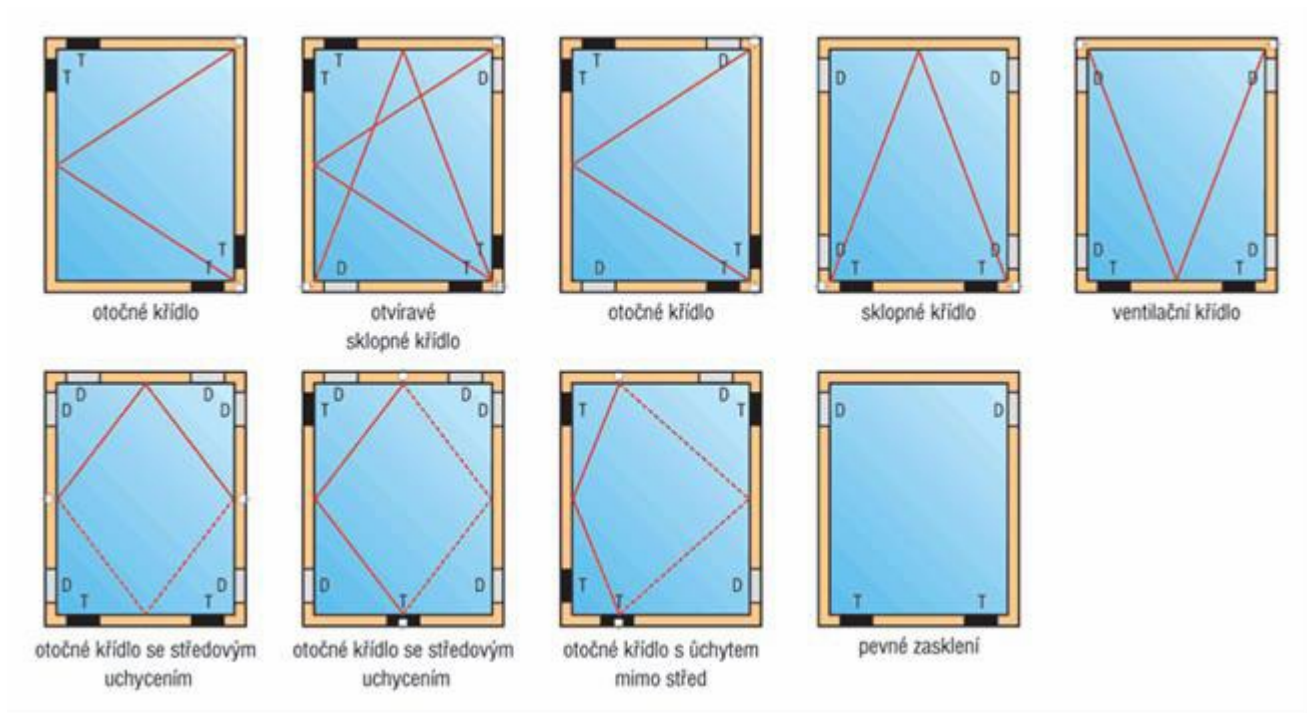 T
T
T
T
otočné křídlo
T
T D
T
D T
otvíravé
sklopné křídlo
T D
T
T
D T
otočné křídlo
D D
D D
T T
sklopné křídlo
D D
D D
T T
ventilační křídlo
D D
D D
D D
T T
otočné křídlo se středovým
uchycením
D D
T D
D D
T
otočné křídlo se středovým
uchycením
D
T T
T D
T
otočné křídlo s úchytem
mimo střed
D D
T T
pevné zasklení